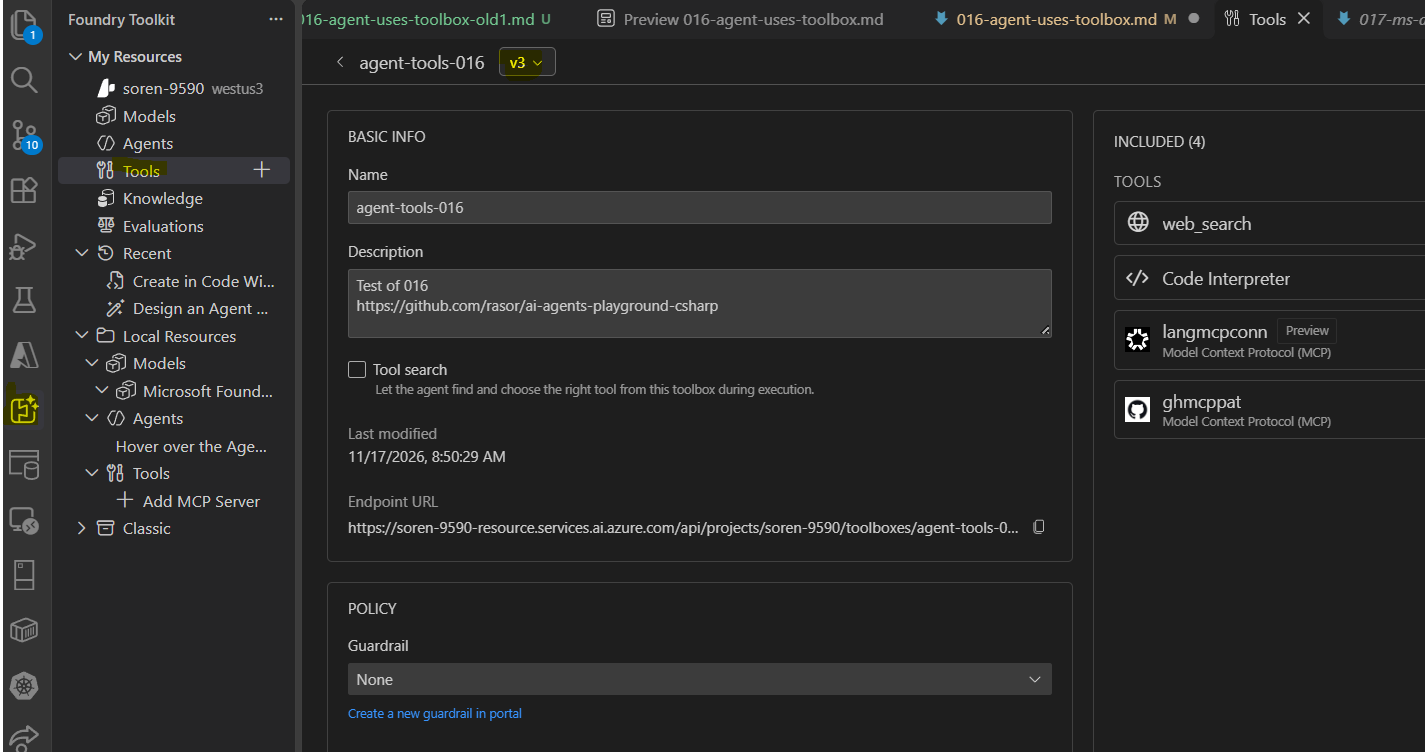 Foundry Toolkit
My Resources
soren-9590 westus3
Models
Agents
Tools
Knowledge
Evaluations
Recent
Create in Code Wi...
Design an Agent ...
Local Resources
Models
Microsoft Found...
Agents
Hover over the Age...
Tools
Add MCP Server
Classic
1
10
016-agent-uses-toolbox-old1.md U
Preview 016-agent-uses-toolbox.md
016-agent-uses-toolbox.md M
Tools
017-ms-
agent-tools-016
v3
BASIC INFO
Name
agent-tools-016
Description
Test of 016
https://github.com/rasor/ai-agents-playground-csharp
Tool search
Let the agent find and choose the right tool from this toolbox during execution.
Last modified
11/17/2026, 8:50:29 AM
Endpoint URL
https://soren-9590-resource.services.ai.azure.com/api/projects/soren-9590/toolboxes/agent-tools-0...
POLICY
Guardrail
None
Create a new guardrail in portal
INCLUDED (4)
TOOLS
web_search
Code Interpreter
langmcpconn Preview
Model Context Protocol (MCP)
ghmcppat
Model Context Protocol (MCP)